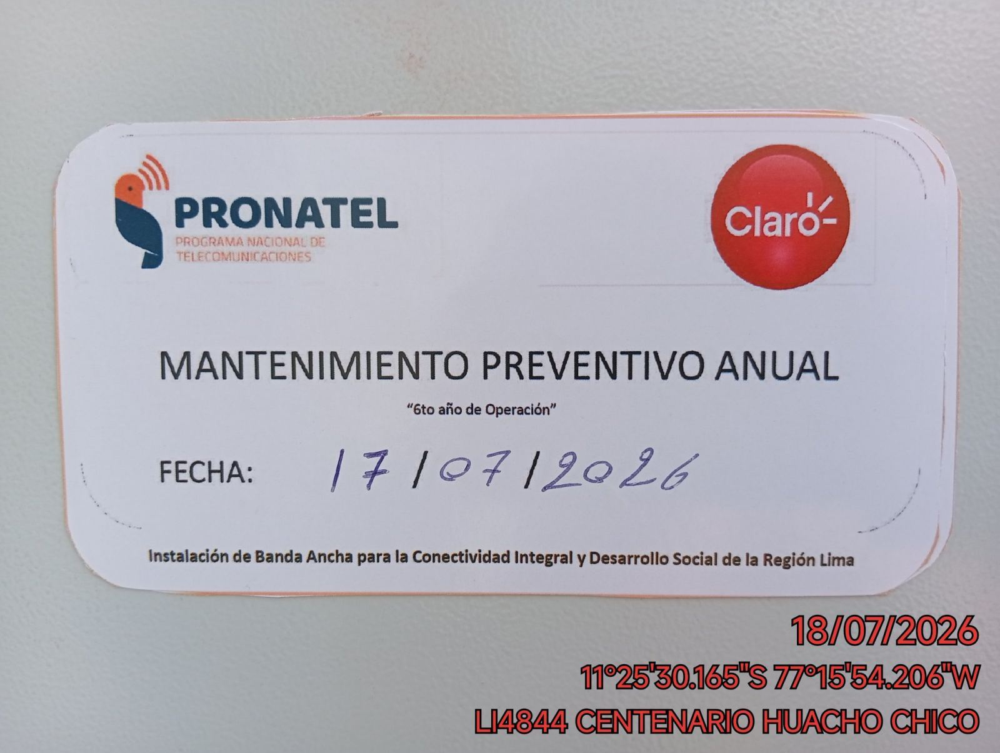 PRONATEL
PROGRAMA NACIONAL DE
TELECOMUNICACIONES
Claro
MANTENIMIENTO PREVENTIVO ANUAL
“6to año de Operación”
FECHA: 17/07/2026
Instalación de Banda Ancha para la Conectividad Integral y Desarrollo Social de la Región Lima
18/07/2026
11°25'30.165"S 77°15'54.206"W
LI4844 CENTENARIO HUACHO CHICO